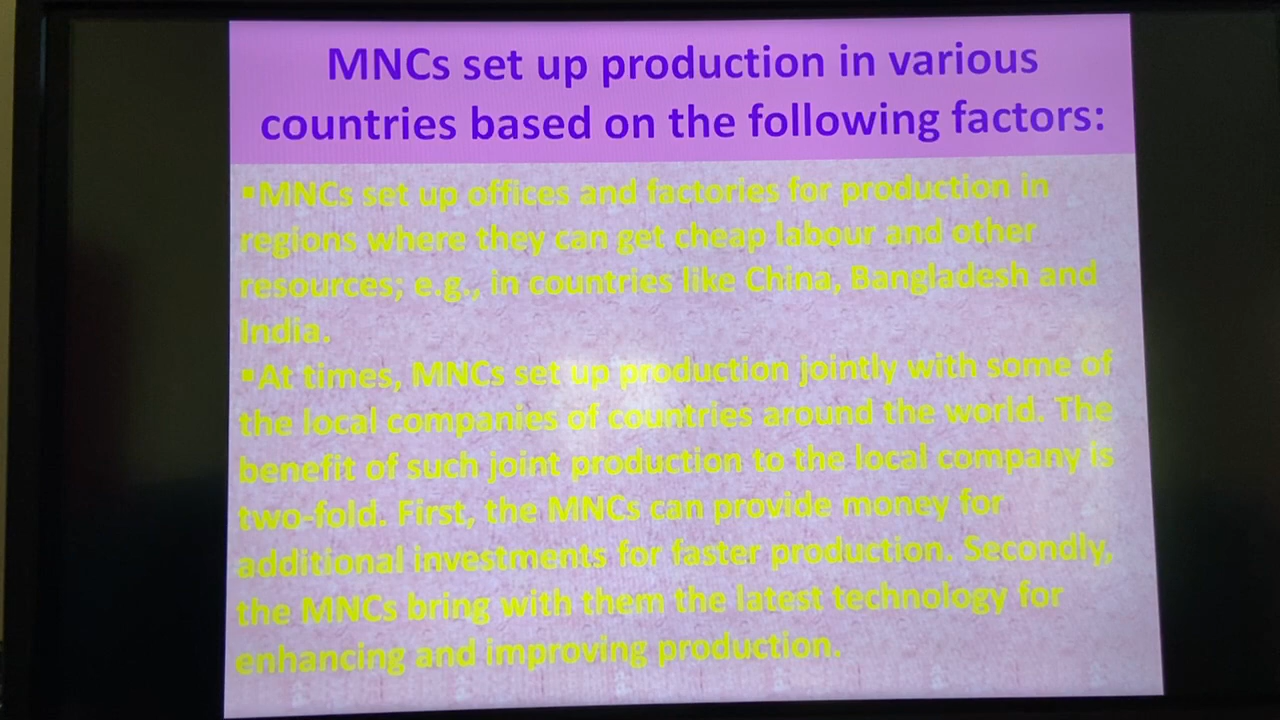 MNCs set up production in various
countries based on the following factors:
▪MNCs set up offices and factories for production in
regions where they can get cheap labour and other
resources; e.g., in countries like China, Bangladesh and
India.
▪At times, MNCs set up production jointly with some of
the local companies of countries around the world. The
benefit of such joint production to the local company is
two-fold. First, the MNCs can provide money for
additional investments for faster production. Secondly,
the MNCs bring with them the latest technology for
enhancing and improving production.